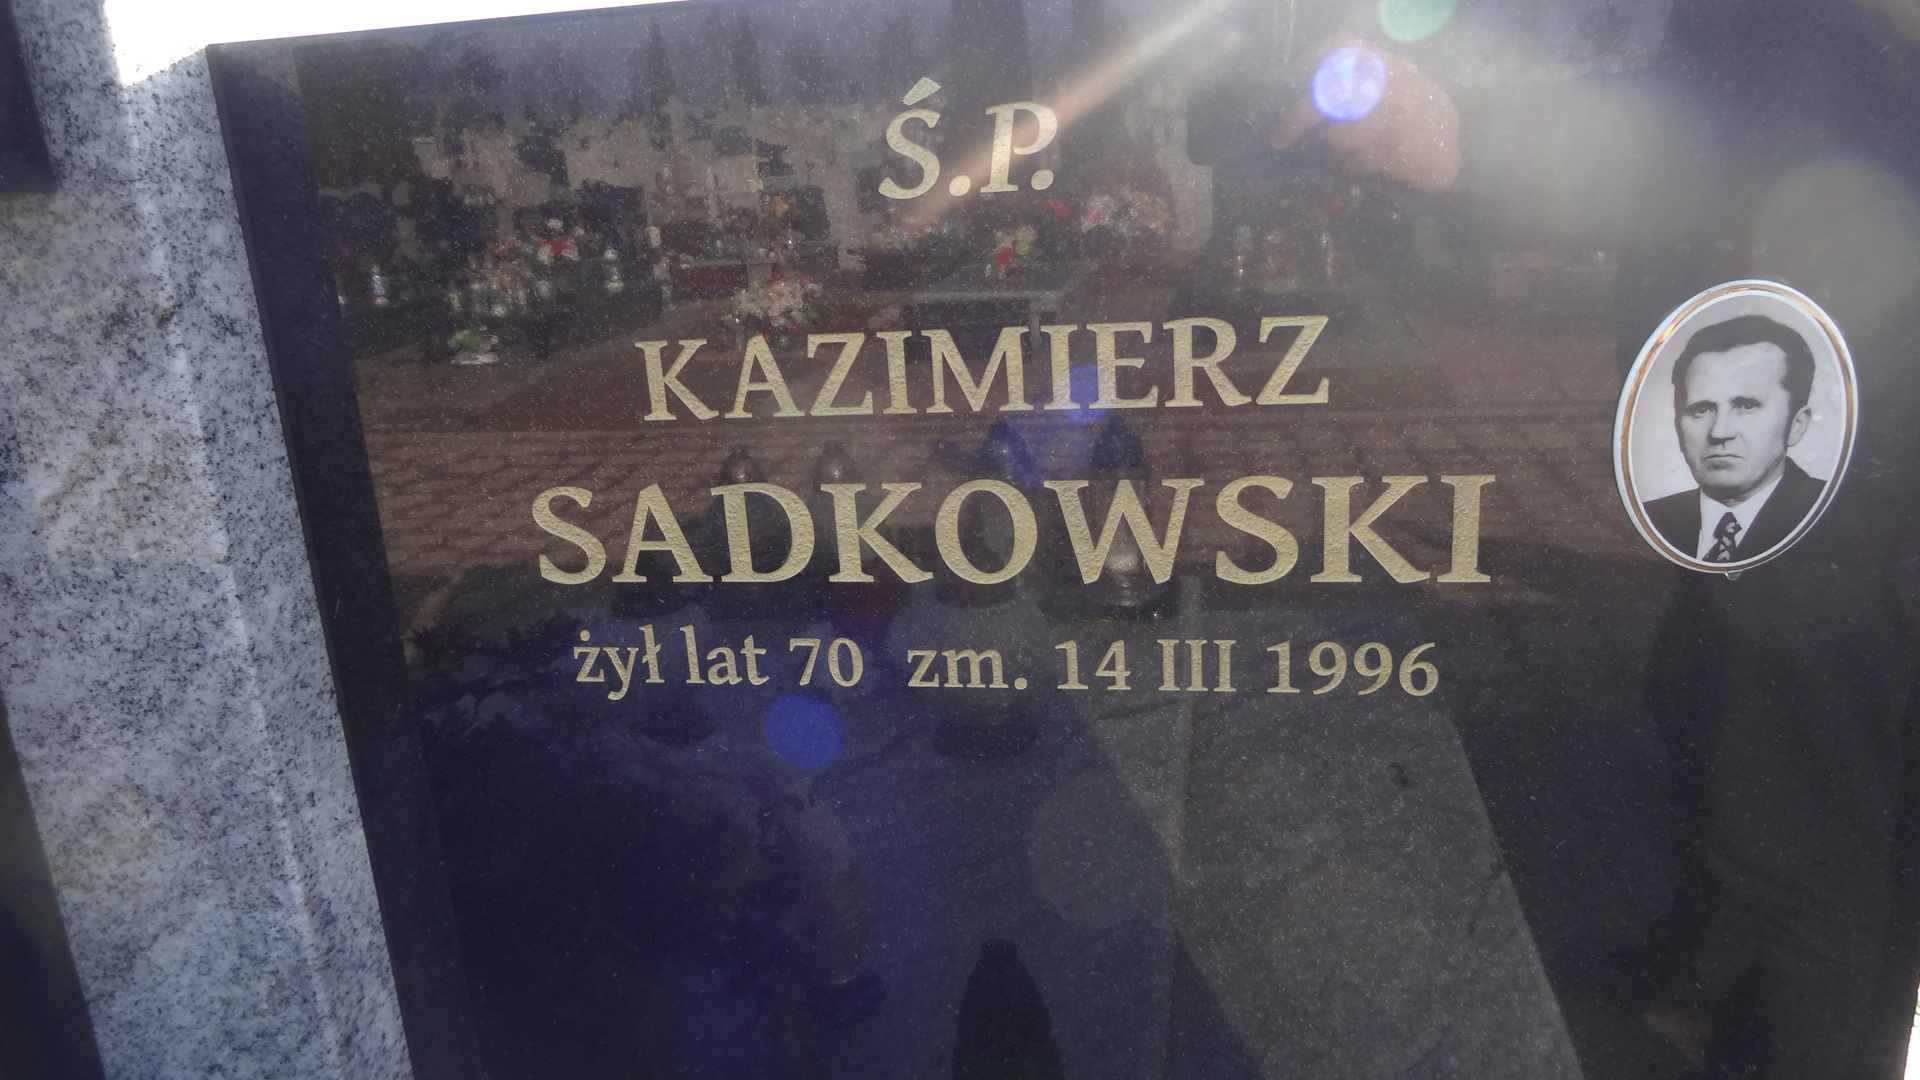 Ś.P.
KAZIMIERZ
SADKOWSKI
żył lat 70 zm. 14 III 1996